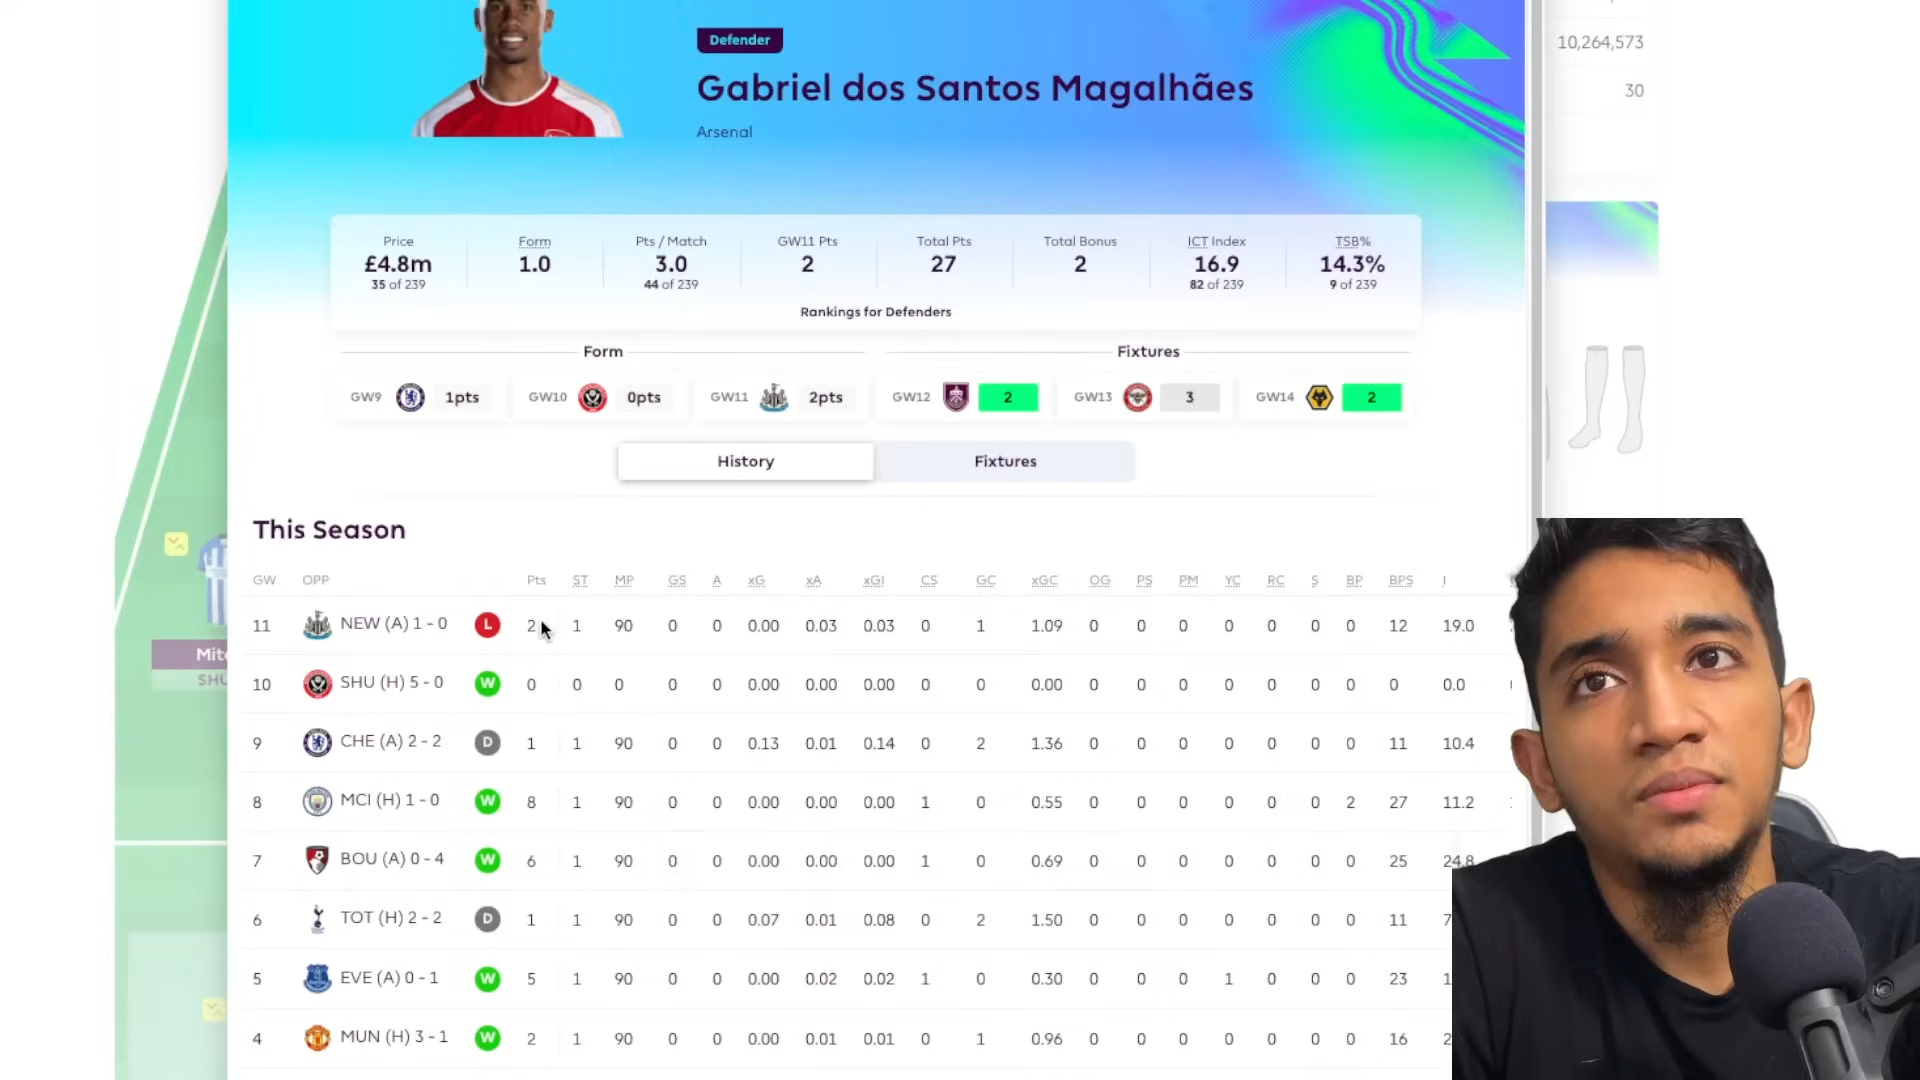 10,264,573
30
Defender
Gabriel dos Santos Magalhães
Arsenal
Price Form Pts / Match GW11 Pts Total Pts Total Bonus ICT Index TSB%
£4.8m 1.0 3.0 2 27 2 16.9 14.3%
35 of 239 44 of 239 82 of 239 9 of 239
Rankings for Defenders
Form Fixtures
GW9 1pts GW10 0pts GW11 2pts GW12 2 GW13 3 GW14 2
History Fixtures
This Season
GW OPP Pts ST MP GS A xG xA xGI CS GC xGC OG PS PM YC RC S BP BPS I
11 NEW (A) 1 - 0 L 2 1 90 0 0 0.00 0.03 0.03 0 1 1.09 0 0 0 0 0 0 0 12 19.0
10 SHU (H) 5 - 0 W 0 0 0 0 0 0.00 0.00 0.00 0 0 0.00 0 0 0 0 0 0 0 0 0.0
9 CHE (A) 2 - 2 D 1 1 90 0 0 0.13 0.01 0.14 0 2 1.36 0 0 0 0 0 0 0 11 10.4
8 MCI (H) 1 - 0 W 8 1 90 0 0 0.00 0.00 0.00 1 0 0.55 0 0 0 0 0 0 2 27 11.2
7 BOU (A) 0 - 4 W 6 1 90 0 0 0.00 0.00 0.00 1 0 0.69 0 0 0 0 0 0 0 25 24.8
6 TOT (H) 2 - 2 D 1 1 90 0 0 0.07 0.01 0.08 0 2 1.50 0 0 0 0 0 0 0 11
5 EVE (A) 0 - 1 W 5 1 90 0 0 0.00 0.02 0.02 1 0 0.30 0 0 0 1 0 0 0 23
4 MUN (H) 3 - 1 W 2 1 90 0 0 0.00 0.01 0.01 0 1 0.96 0 0 0 0 0 0 0 16